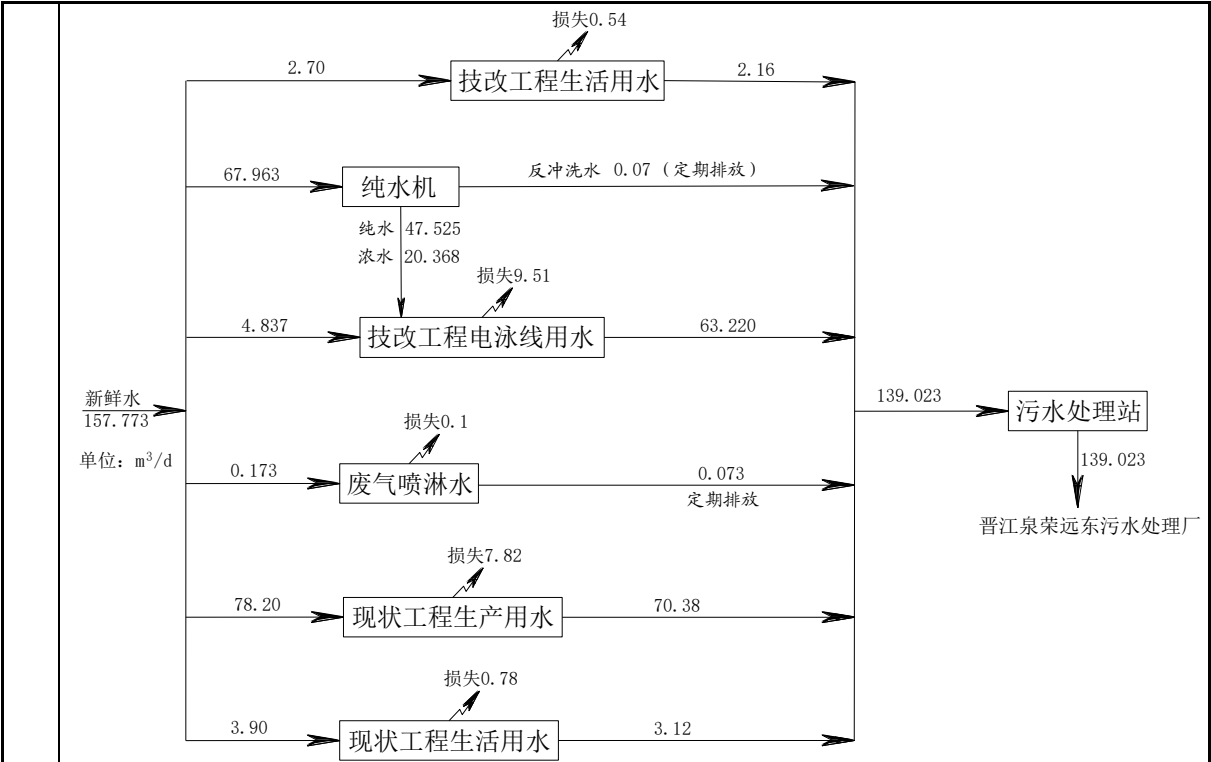 损失0.54
2.70
技改工程生活用水
2.16
67.963
纯水机
反冲洗水 0.07 (定期排放)
纯水 47.525
浓水 20.368
损失9.51
4.837
技改工程电泳线用水
63.220
新鲜水
157.773
单位: m³/d
139.023
污水处理站
139.023
晋江泉荣远东污水处理厂
损失0.1
0.173
废气喷淋水
0.073
定期排放
损失7.82
78.20
现状工程生产用水
70.38
损失0.78
3.90
现状工程生活用水
3.12